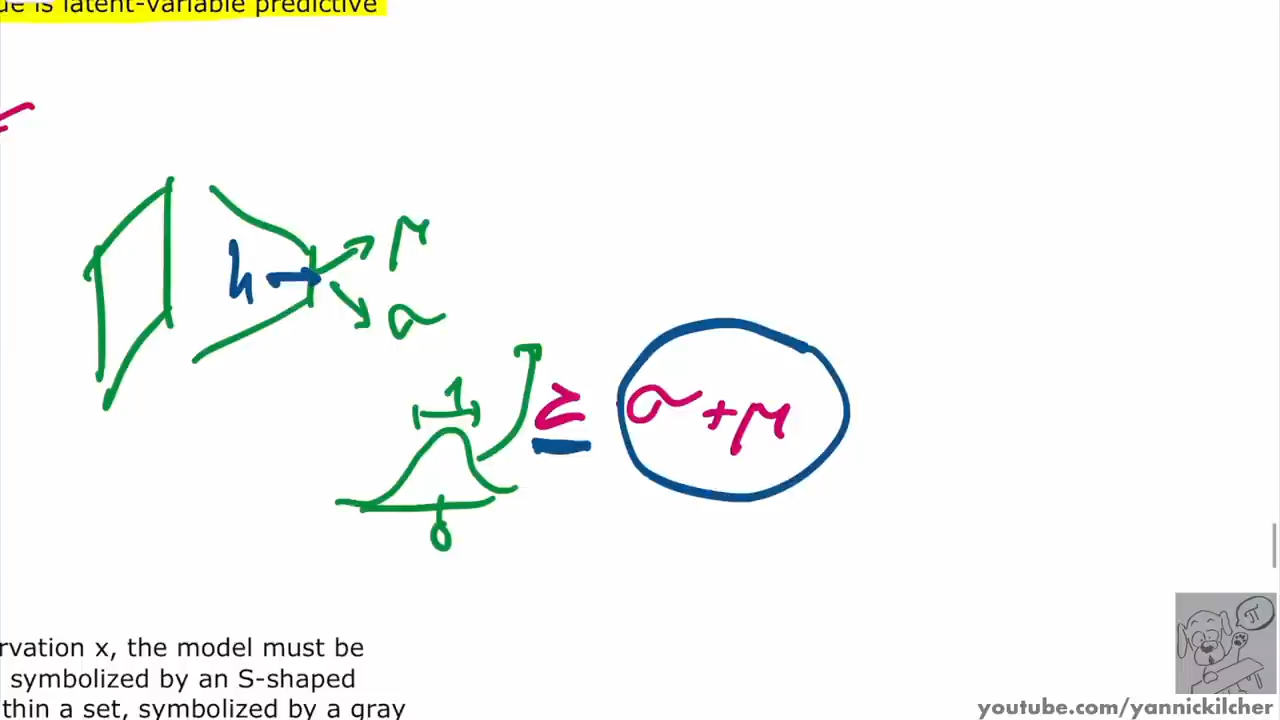 ue is latent-variable predictive
μ
h
σ
1
z σ + μ
0
π
rvation x, the model must be
symbolized by an S-shaped
thin a set, symbolized by a gray
youtube.com/yannickilcher